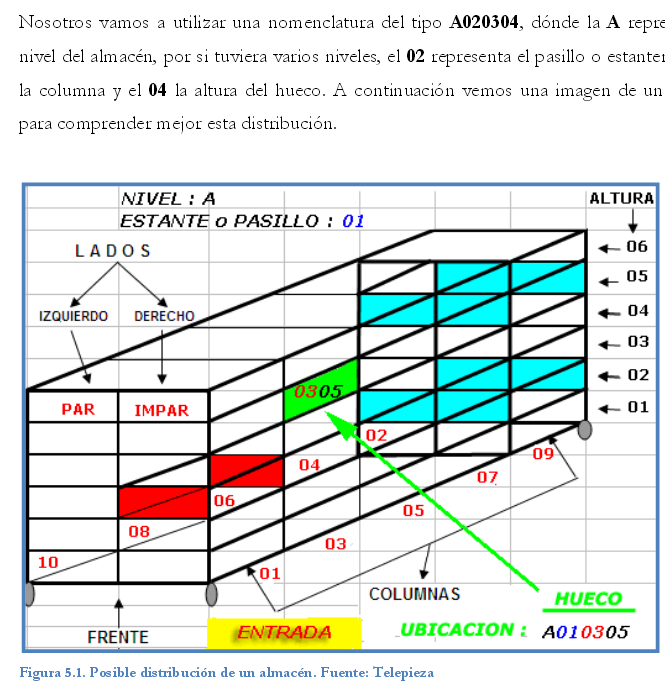 Nosotros vamos a utilizar una nomenclatura del tipo A020304, dónde la A repre
nivel del almacén, por si tuviera varios niveles, el 02 representa el pasillo o estanter
la columna y el 04 la altura del hueco. A continuación vemos una imagen de un
para comprender mejor esta distribución.
NIVEL : A
ESTANTE o PASILLO : 01
ALTURA
LADOS
06
05
IZQUIERDO
DERECHO
04
03
0305
02
PAR
IMPAR
01
02
09
04
07
06
05
08
03
10
01
COLUMNAS
HUECO
FRENTE
ENTRADA
UBICACION : A010305
Figura 5.1. Posible distribución de un almacén. Fuente: Telepieza